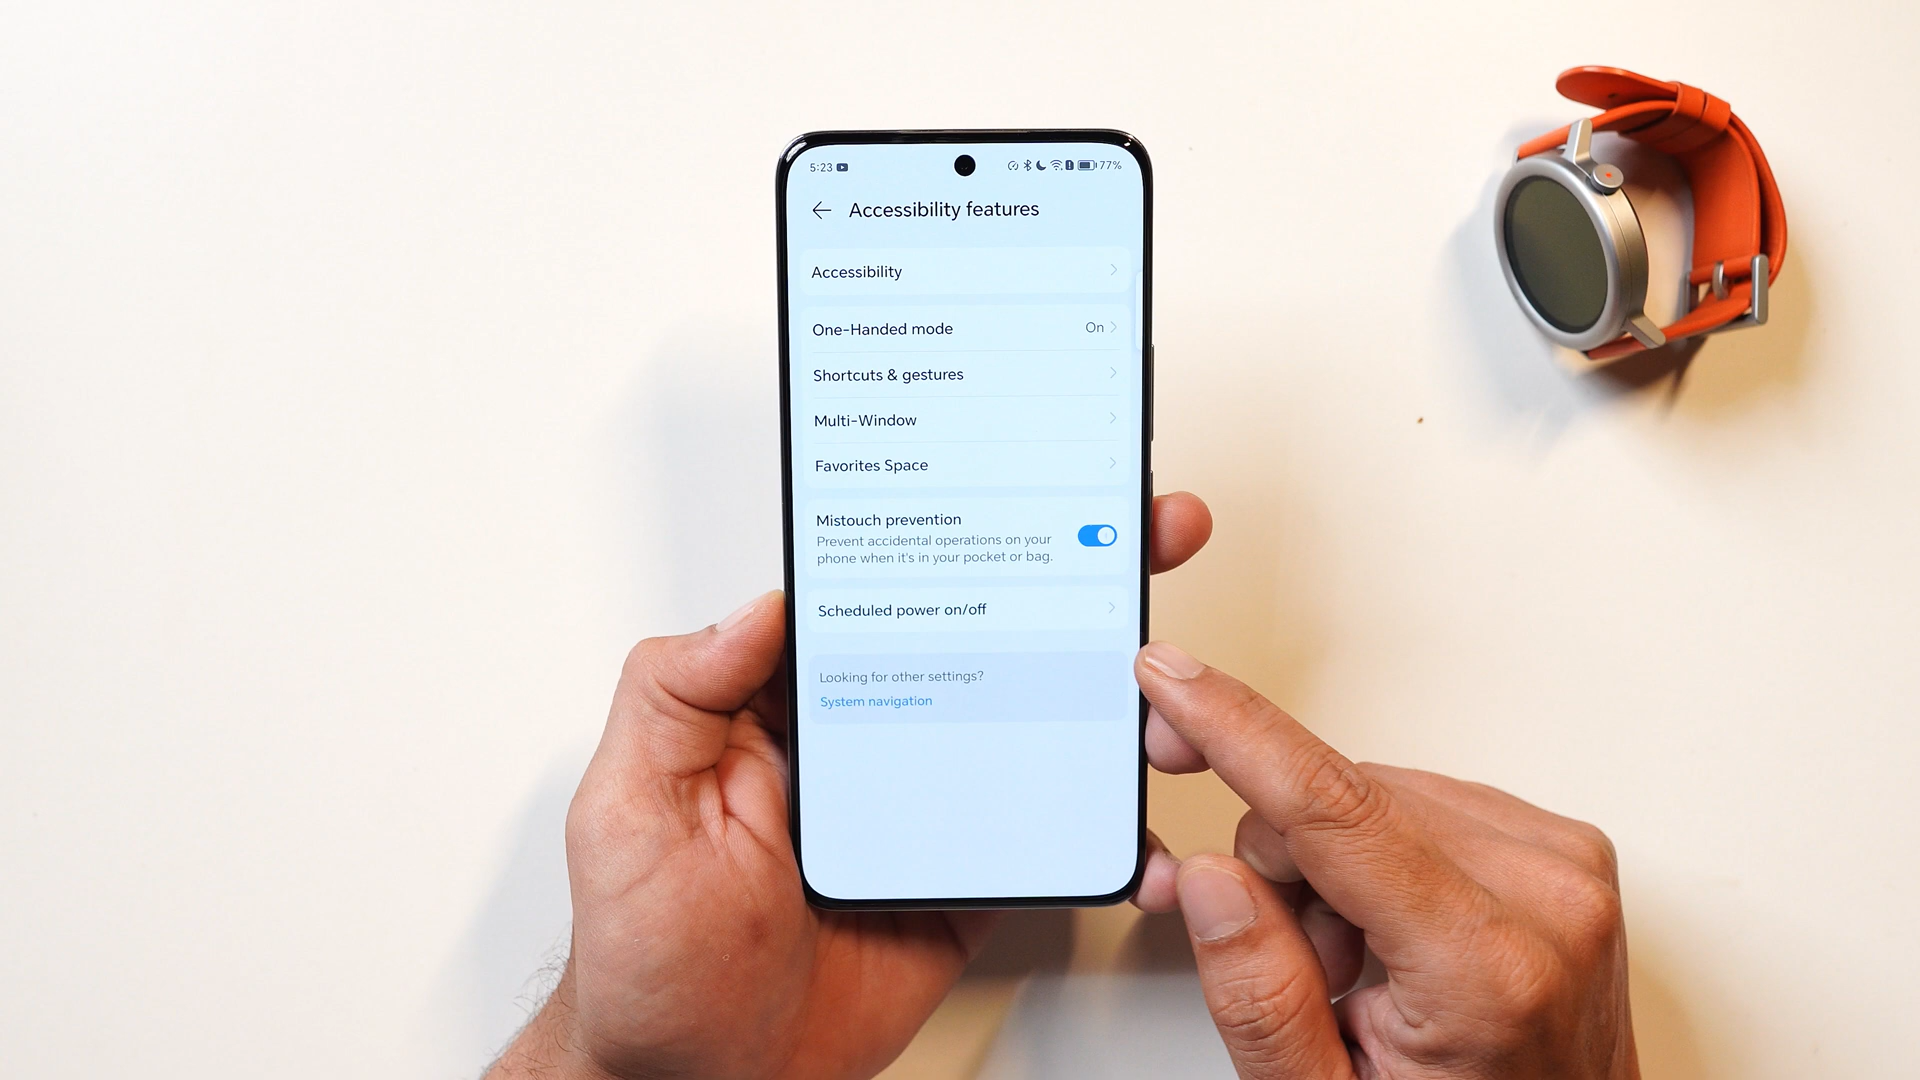 5:23 77%
Accessibility features
Accessibility
One-Handed mode On
Shortcuts & gestures
Multi-Window
Favorites Space
Mistouch prevention
Prevent accidental operations on your
phone when it's in your pocket or bag.
Scheduled power on/off
Looking for other settings?
System navigation